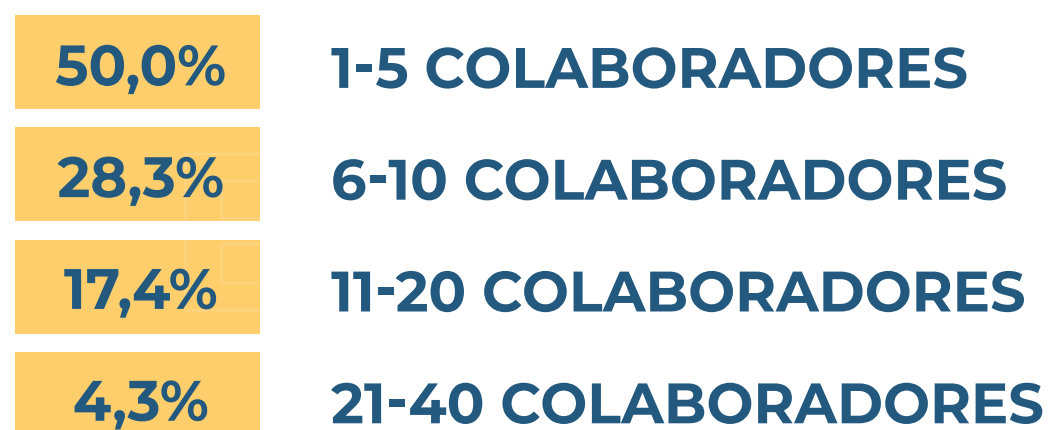 50,0% 1-5 COLABORADORES
28,3% 6-10 COLABORADORES
17,4% 11-20 COLABORADORES
4,3% 21-40 COLABORADORES